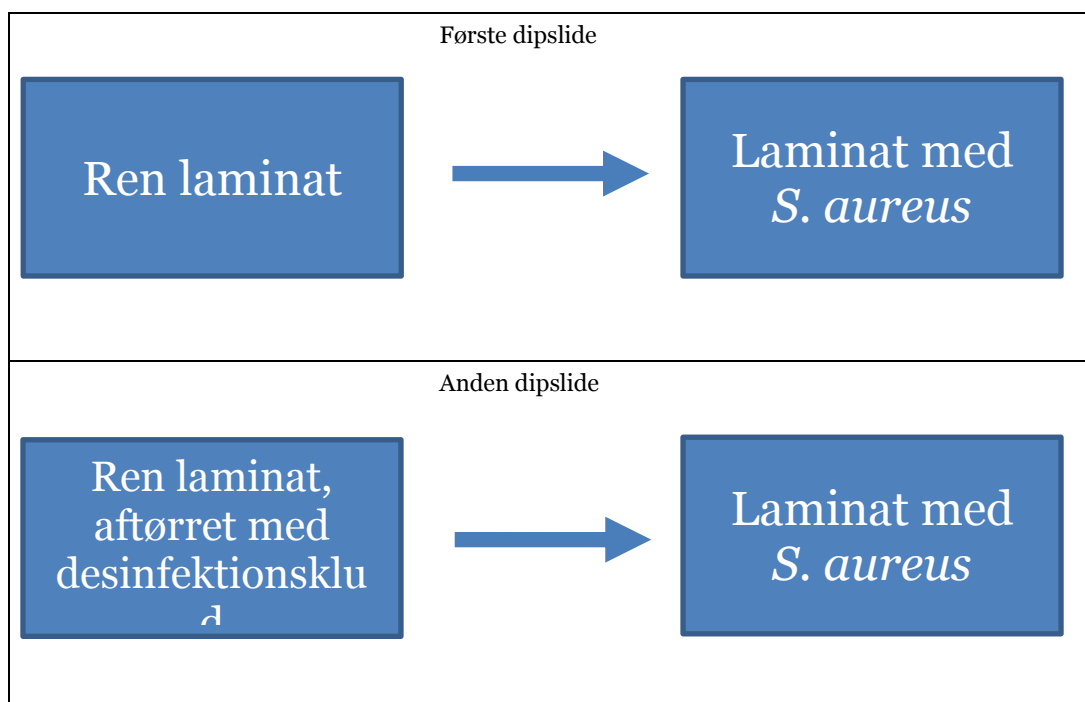 Første dipslide
Ren laminat
Laminat med
S. aureus
Anden dipslide
Ren laminat,
aftørret med
desinfektionsklu
d
Laminat med
S. aureus